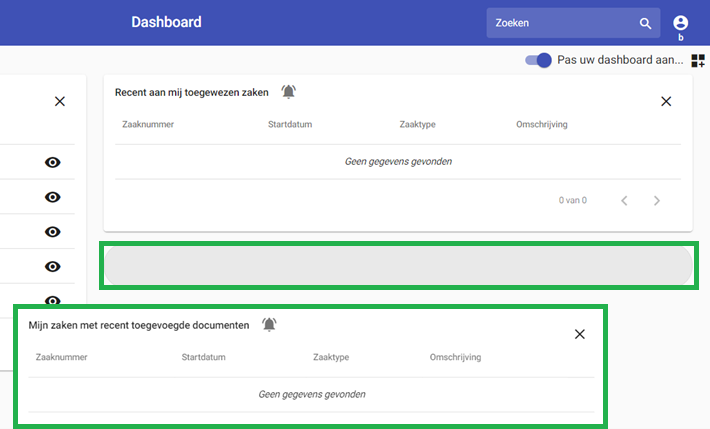 Dashboard
Zoeken
b
Pas uw dashboard aan...
Recent aan mij toegewezen zaken
Zaaknummer Startdatum Zaaktype Omschrijving
Geen gegevens gevonden
0 van 0
Mijn zaken met recent toegevoegde documenten
Zaaknummer Startdatum Zaaktype Omschrijving
Geen gegevens gevonden